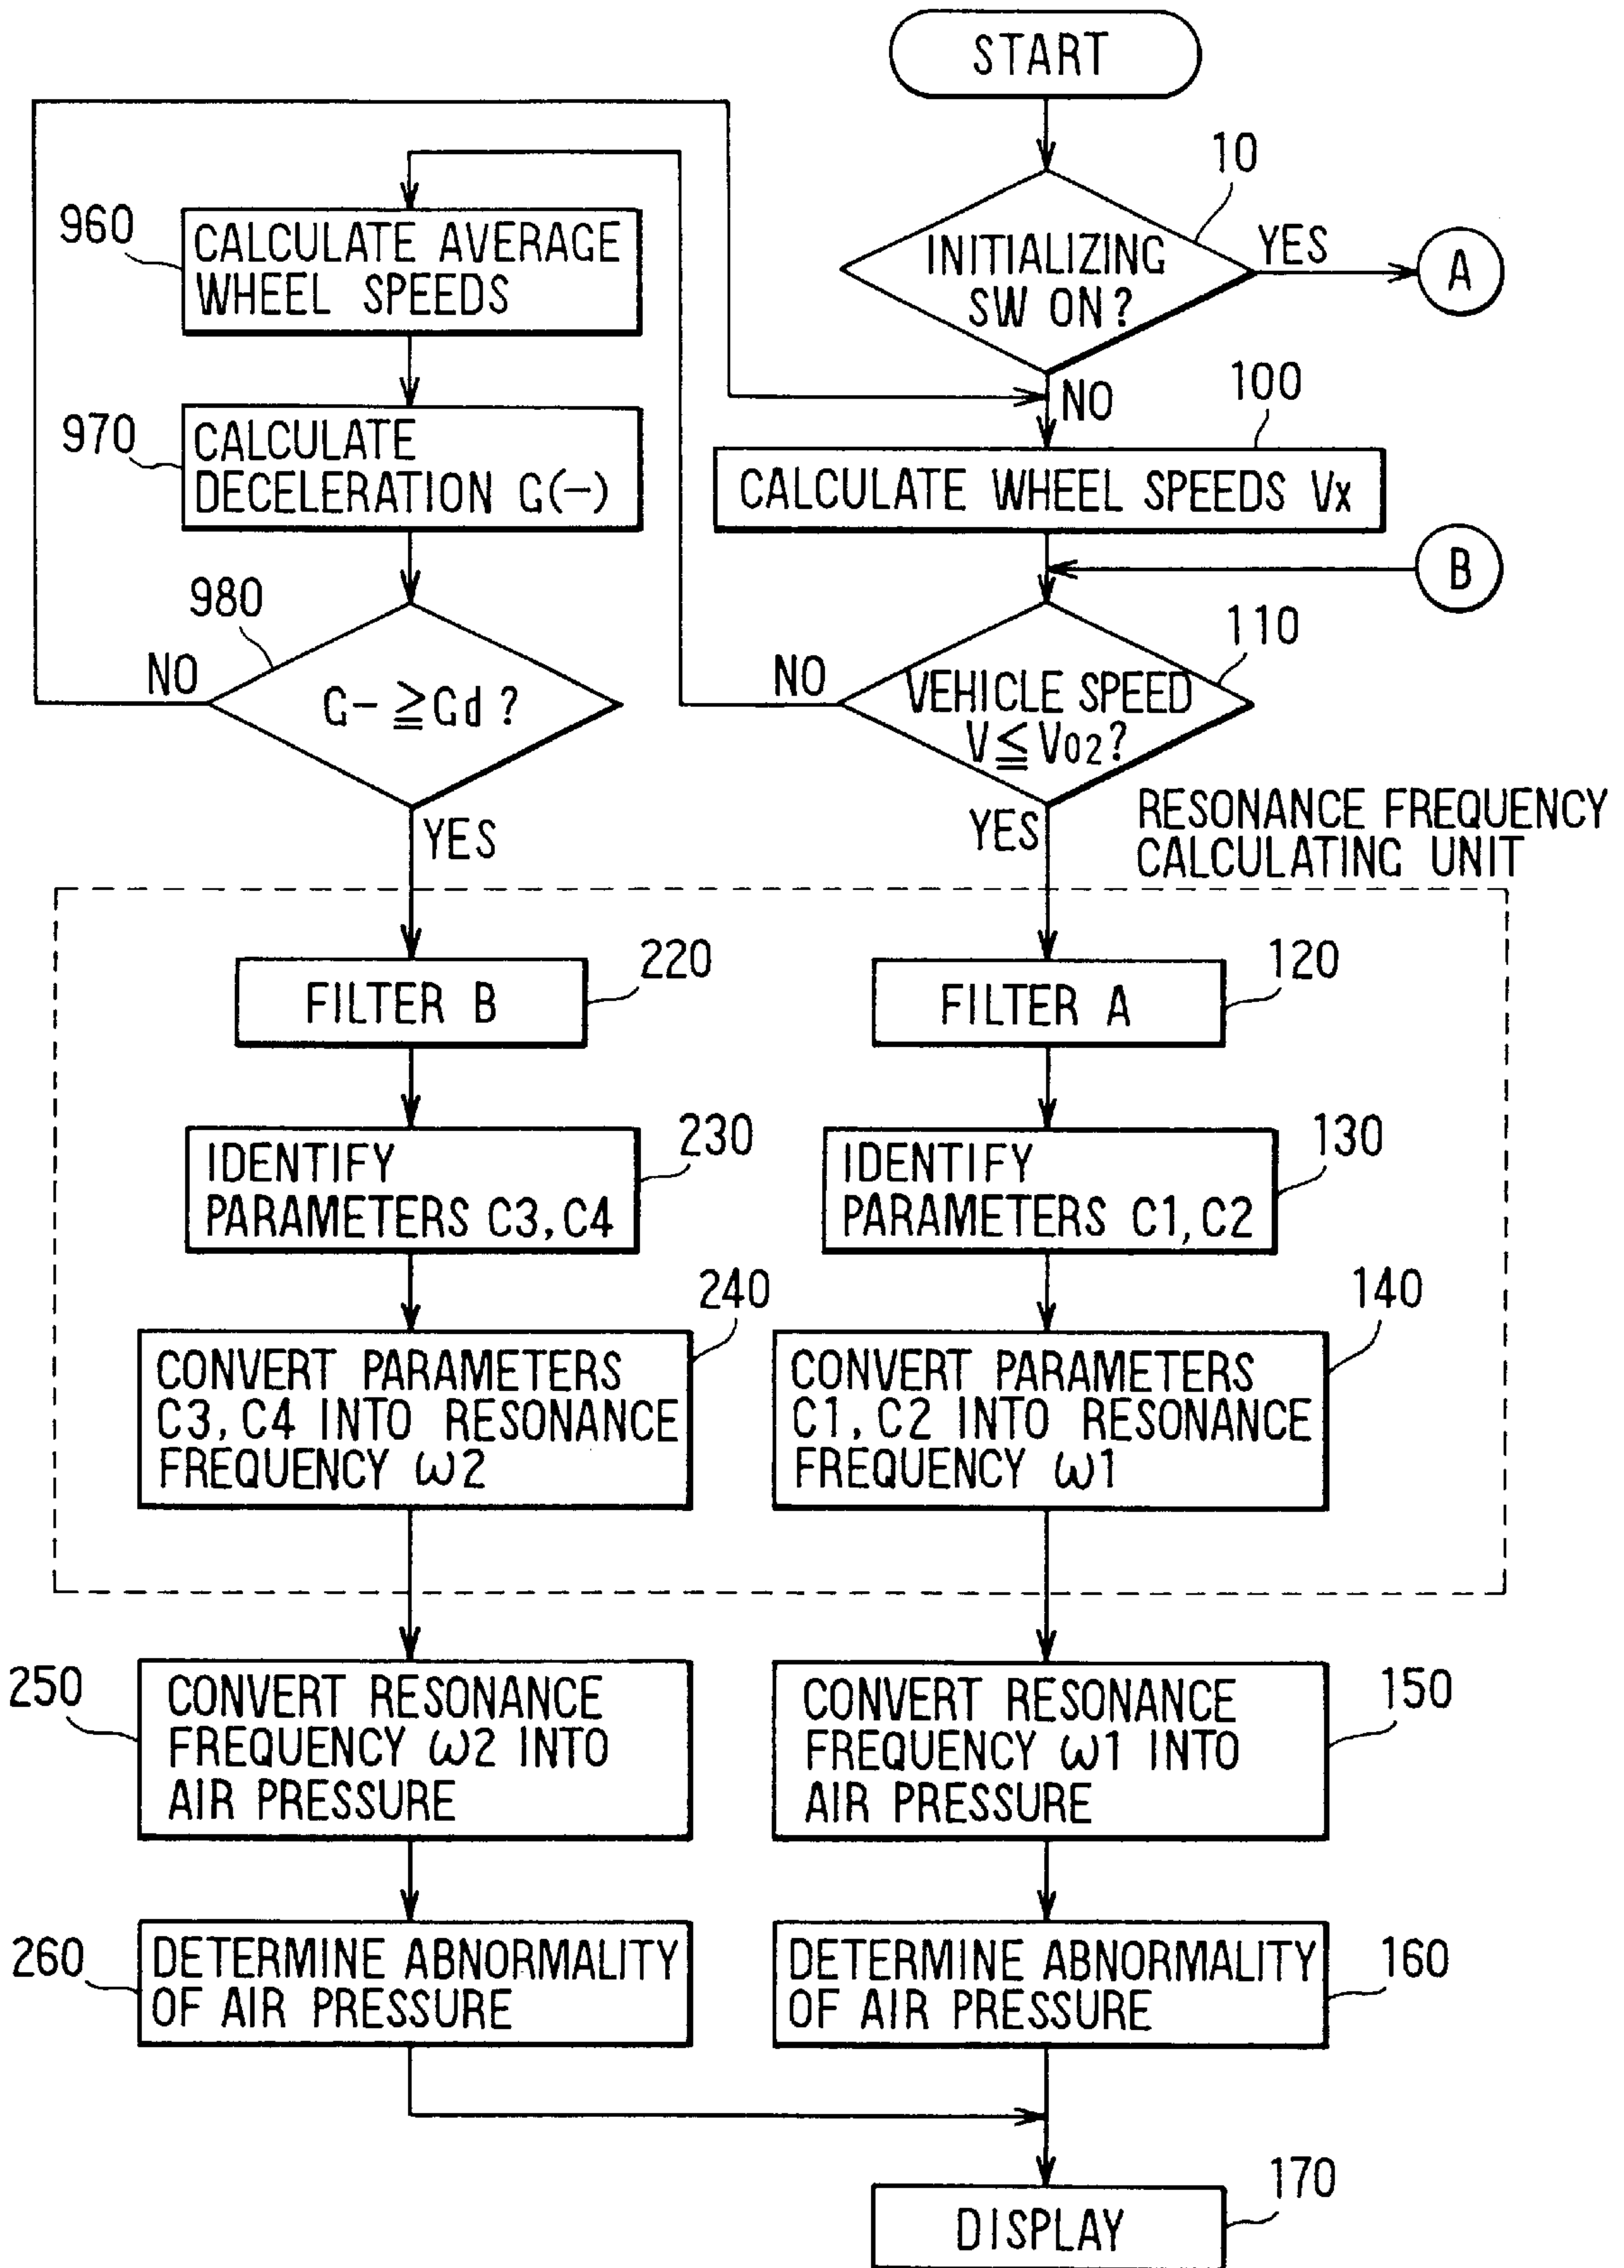 START
10
INITIALIZING
SW ON?
YES
A
NO
960
CALCULATE AVERAGE
WHEEL SPEEDS
970
CALCULATE
DECELERATION G(−)
100
CALCULATE WHEEL SPEEDS Vx
B
980
NO
G− ≧ Gd ?
YES
110
NO
VEHICLE SPEED
V ≦ V02?
YES
RESONANCE FREQUENCY
CALCULATING UNIT
220
FILTER B
120
FILTER A
230
IDENTIFY
PARAMETERS C3, C4
130
IDENTIFY
PARAMETERS C1, C2
240
CONVERT PARAMETERS
C3, C4 INTO RESONANCE
FREQUENCY ω2
140
CONVERT PARAMETERS
C1, C2 INTO RESONANCE
FREQUENCY ω1
250
CONVERT RESONANCE
FREQUENCY ω2 INTO
AIR PRESSURE
150
CONVERT RESONANCE
FREQUENCY ω1 INTO
AIR PRESSURE
260
DETERMINE ABNORMALITY
OF AIR PRESSURE
160
DETERMINE ABNORMALITY
OF AIR PRESSURE
170
DISPLAY